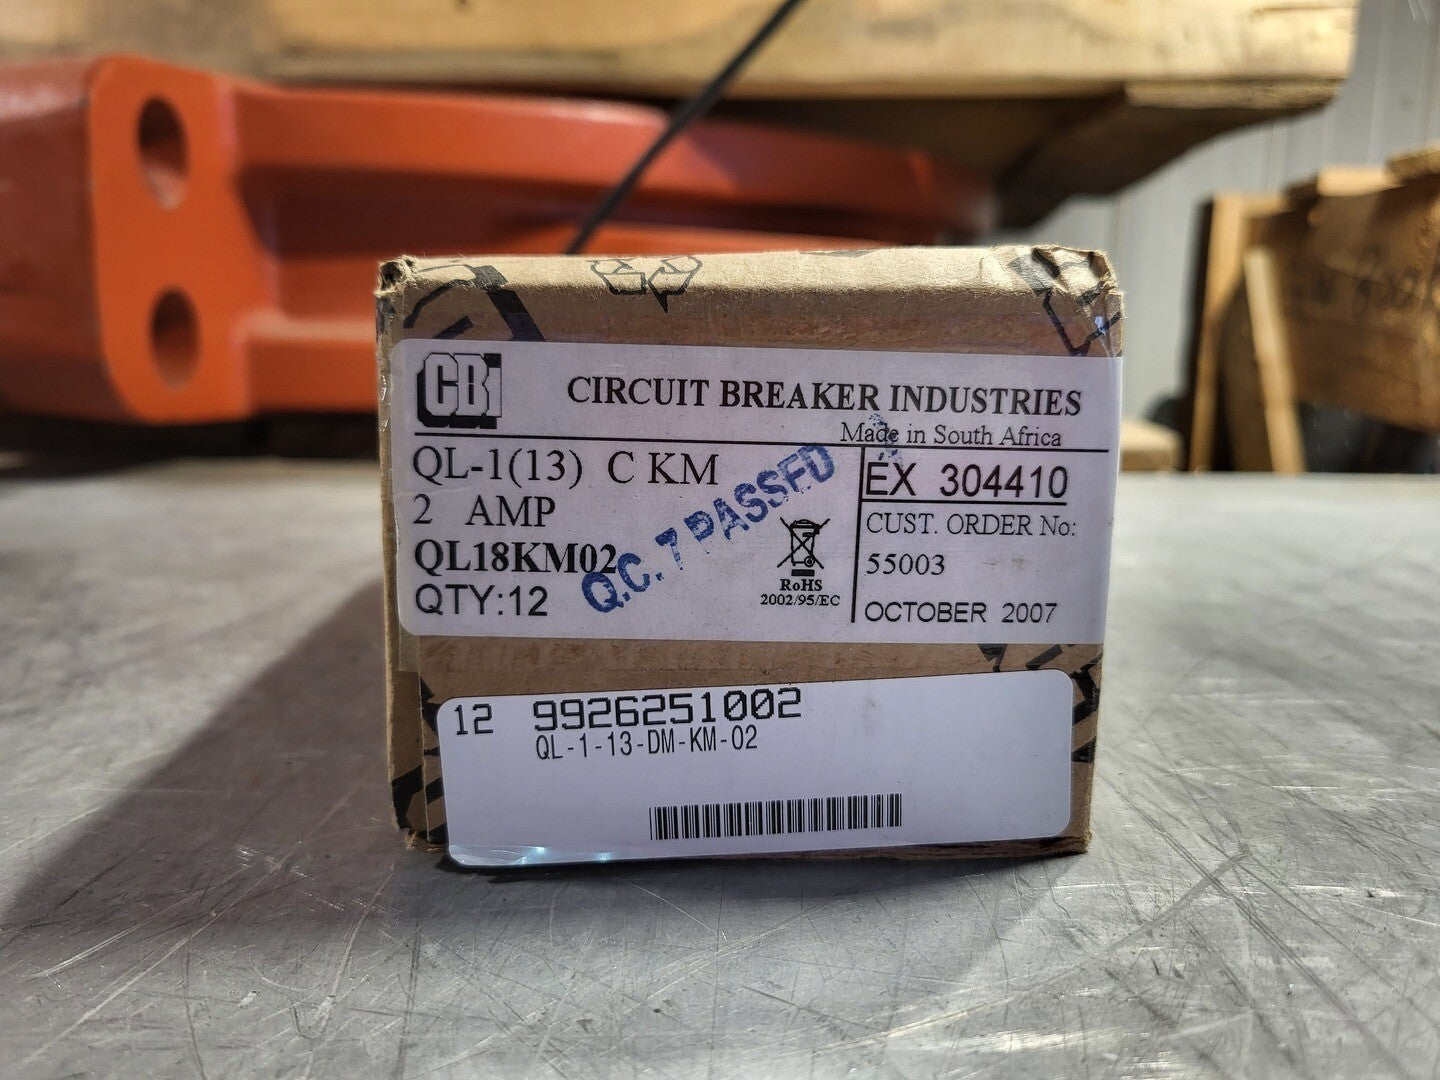 CBi
CIRCUIT BREAKER INDUSTRIES
Made in South Africa
QL-1(13) C KM
2 AMP
QL18KM02
QTY:12
Q.C. 7 PASSED
RoHS
2002/95/EC
EX 304410
CUST. ORDER No:
55003
OCTOBER 2007
12 9926251002
QL-1-13-DM-KM-02